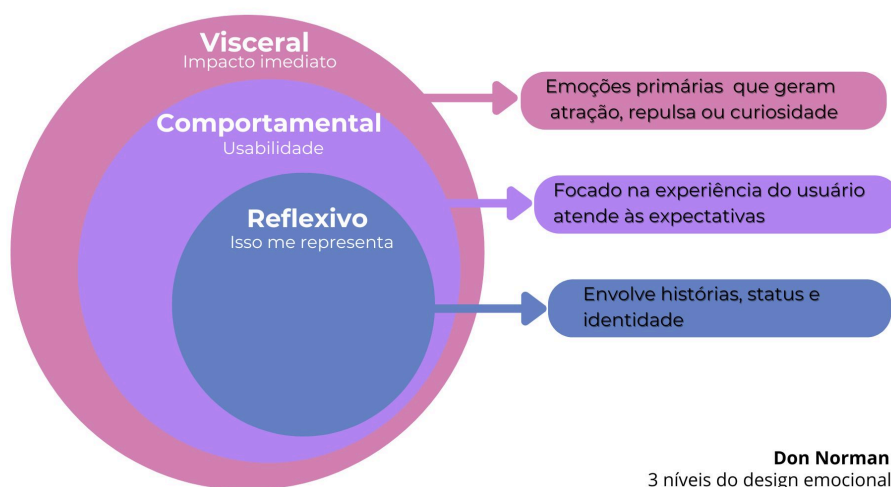 Visceral
Impacto imediato
Emoções primárias que geram
atração, repulsa ou curiosidade
Comportamental
Usabilidade
Focado na experiência do usuário
atende às expectativas
Reflexivo
Isso me representa
Envolve histórias, status e
identidade
Don Norman
3 níveis do design emocional